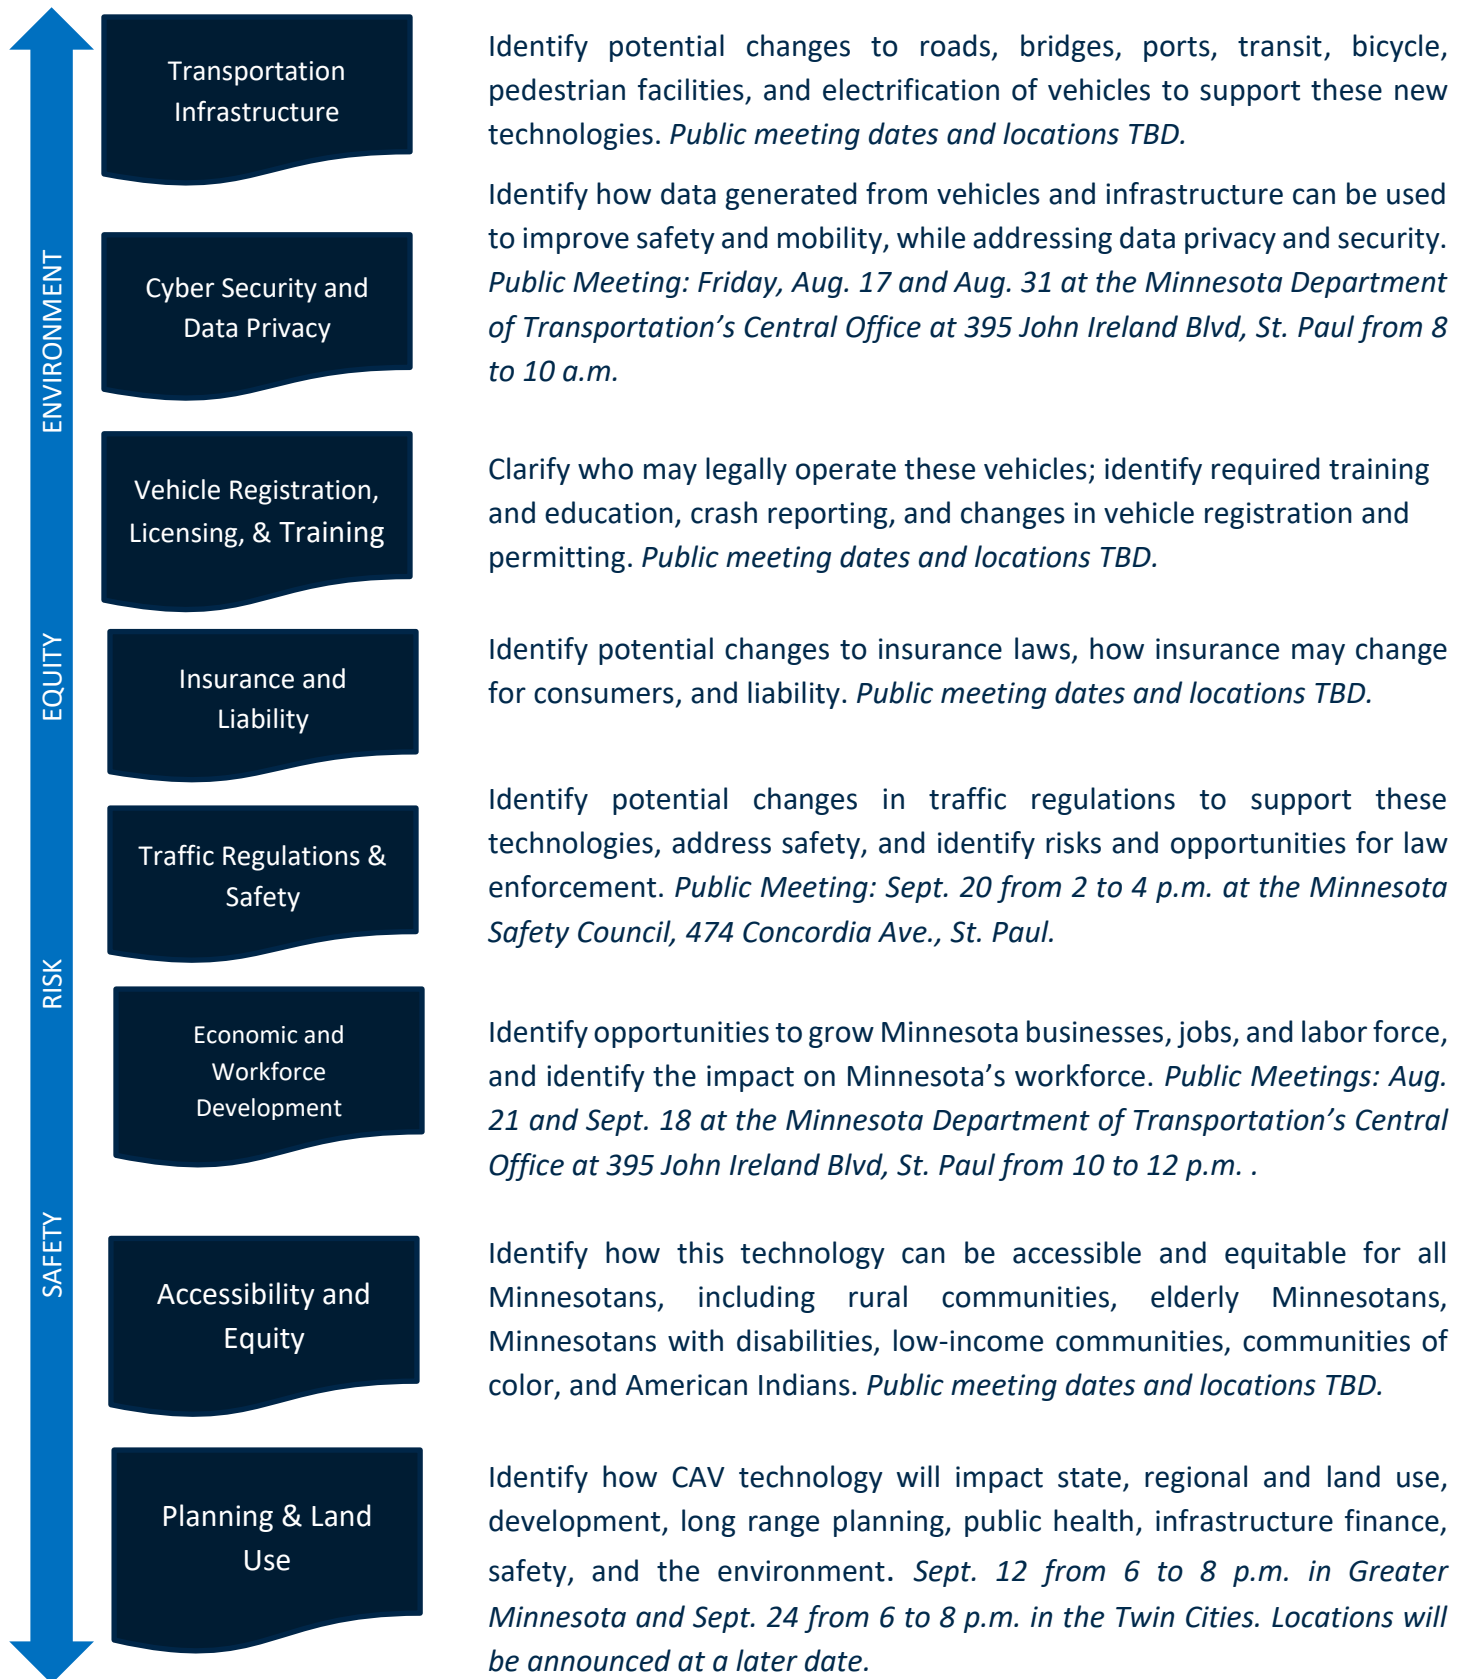 Transportation
Infrastructure
Identify potential changes to roads, bridges, ports, transit, bicycle,
pedestrian facilities, and electrification of vehicles to support these new
technologies. Public meeting dates and locations TBD.
Cyber Security and
Data Privacy
Identify how data generated from vehicles and infrastructure can be used
to improve safety and mobility, while addressing data privacy and security.
Public Meeting: Friday, Aug. 17 and Aug. 31 at the Minnesota Department
of Transportation’s Central Office at 395 John Ireland Blvd, St. Paul from 8
to 10 a.m.
ENVIRONMENT
Vehicle Registration,
Licensing, & Training
Clarify who may legally operate these vehicles; identify required training
and education, crash reporting, and changes in vehicle registration and
permitting. Public meeting dates and locations TBD.
EQUITY
Insurance and
Liability
Identify potential changes to insurance laws, how insurance may change
for consumers, and liability. Public meeting dates and locations TBD.
Traffic Regulations &
Safety
Identify potential changes in traffic regulations to support these
technologies, address safety, and identify risks and opportunities for law
enforcement. Public Meeting: Sept. 20 from 2 to 4 p.m. at the Minnesota
Safety Council, 474 Concordia Ave., St. Paul.
RISK
Economic and
Workforce
Development
Identify opportunities to grow Minnesota businesses, jobs, and labor force,
and identify the impact on Minnesota’s workforce. Public Meetings: Aug.
21 and Sept. 18 at the Minnesota Department of Transportation’s Central
Office at 395 John Ireland Blvd, St. Paul from 10 to 12 p.m. .
SAFETY
Accessibility and
Equity
Identify how this technology can be accessible and equitable for all
Minnesotans, including rural communities, elderly Minnesotans,
Minnesotans with disabilities, low-income communities, communities of
color, and American Indians. Public meeting dates and locations TBD.
Planning & Land
Use
Identify how CAV technology will impact state, regional and land use,
development, long range planning, public health, infrastructure finance,
safety, and the environment. Sept. 12 from 6 to 8 p.m. in Greater
Minnesota and Sept. 24 from 6 to 8 p.m. in the Twin Cities. Locations will
be announced at a later date.